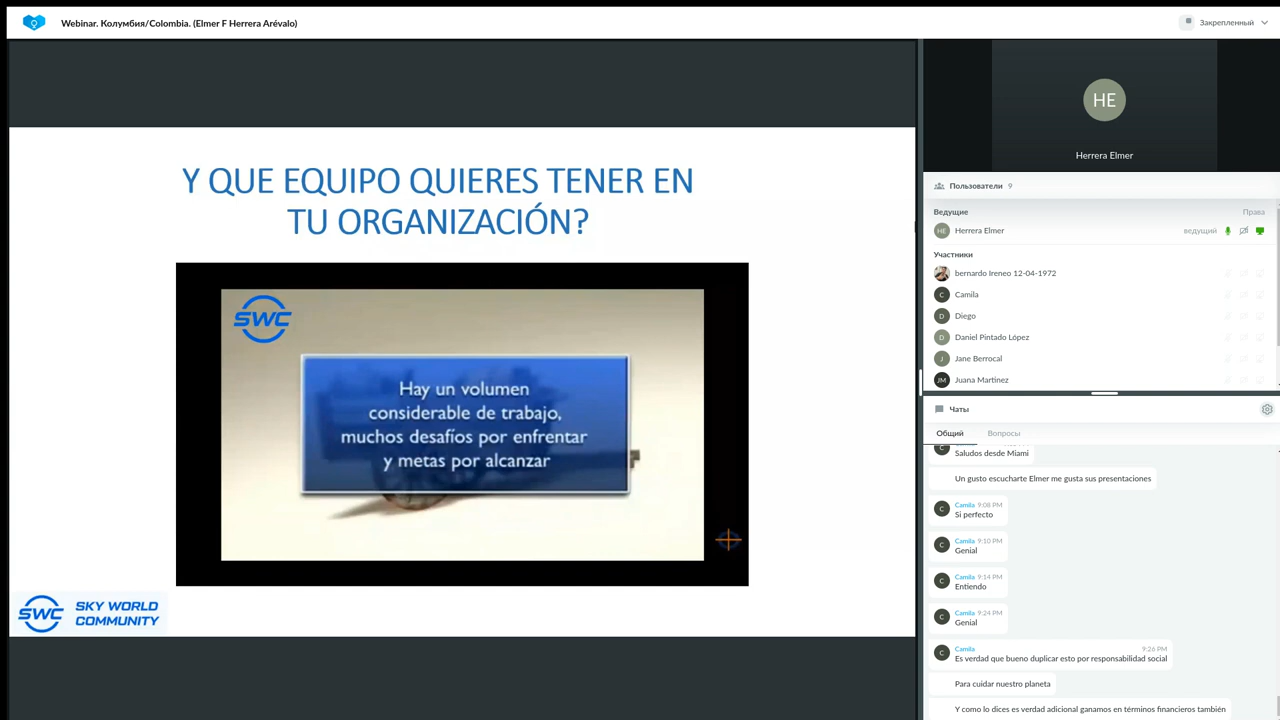 Webinar. Колумбия/Colombia. (Elmer F Herrera Arévalo)
Закрепленный
Y QUE EQUIPO QUIERES TENER EN
TU ORGANIZACIÓN?
SWC
Hay un volumen
considerable de trabajo,
muchos desafíos por enfrentar
y metas por alcanzar
SWC
SKY WORLD
COMMUNITY
HE
Herrera Elmer
Пользователи 9
Ведущие Права
HE Herrera Elmer ведущий
Участники
bernardo Ireneo 12-04-1972
C Camila
D Diego
D Daniel Pintado López
J Jane Berrocal
JM Juana Martínez
Чаты
Общий Вопросы
Saludos desde Miami
Un gusto escucharte Elmer me gusta sus presentaciones
Camila 9:08 PM
C Si perfecto
Camila 9:10 PM
C Genial
Camila 9:14 PM
C Entiendo
Camila 9:24 PM
C Genial
Camila 9:26 PM
C Es verdad que bueno duplicar esto por responsabilidad social
Para cuidar nuestro planeta
Y como lo dices es verdad adicional ganamos en términos financieros también